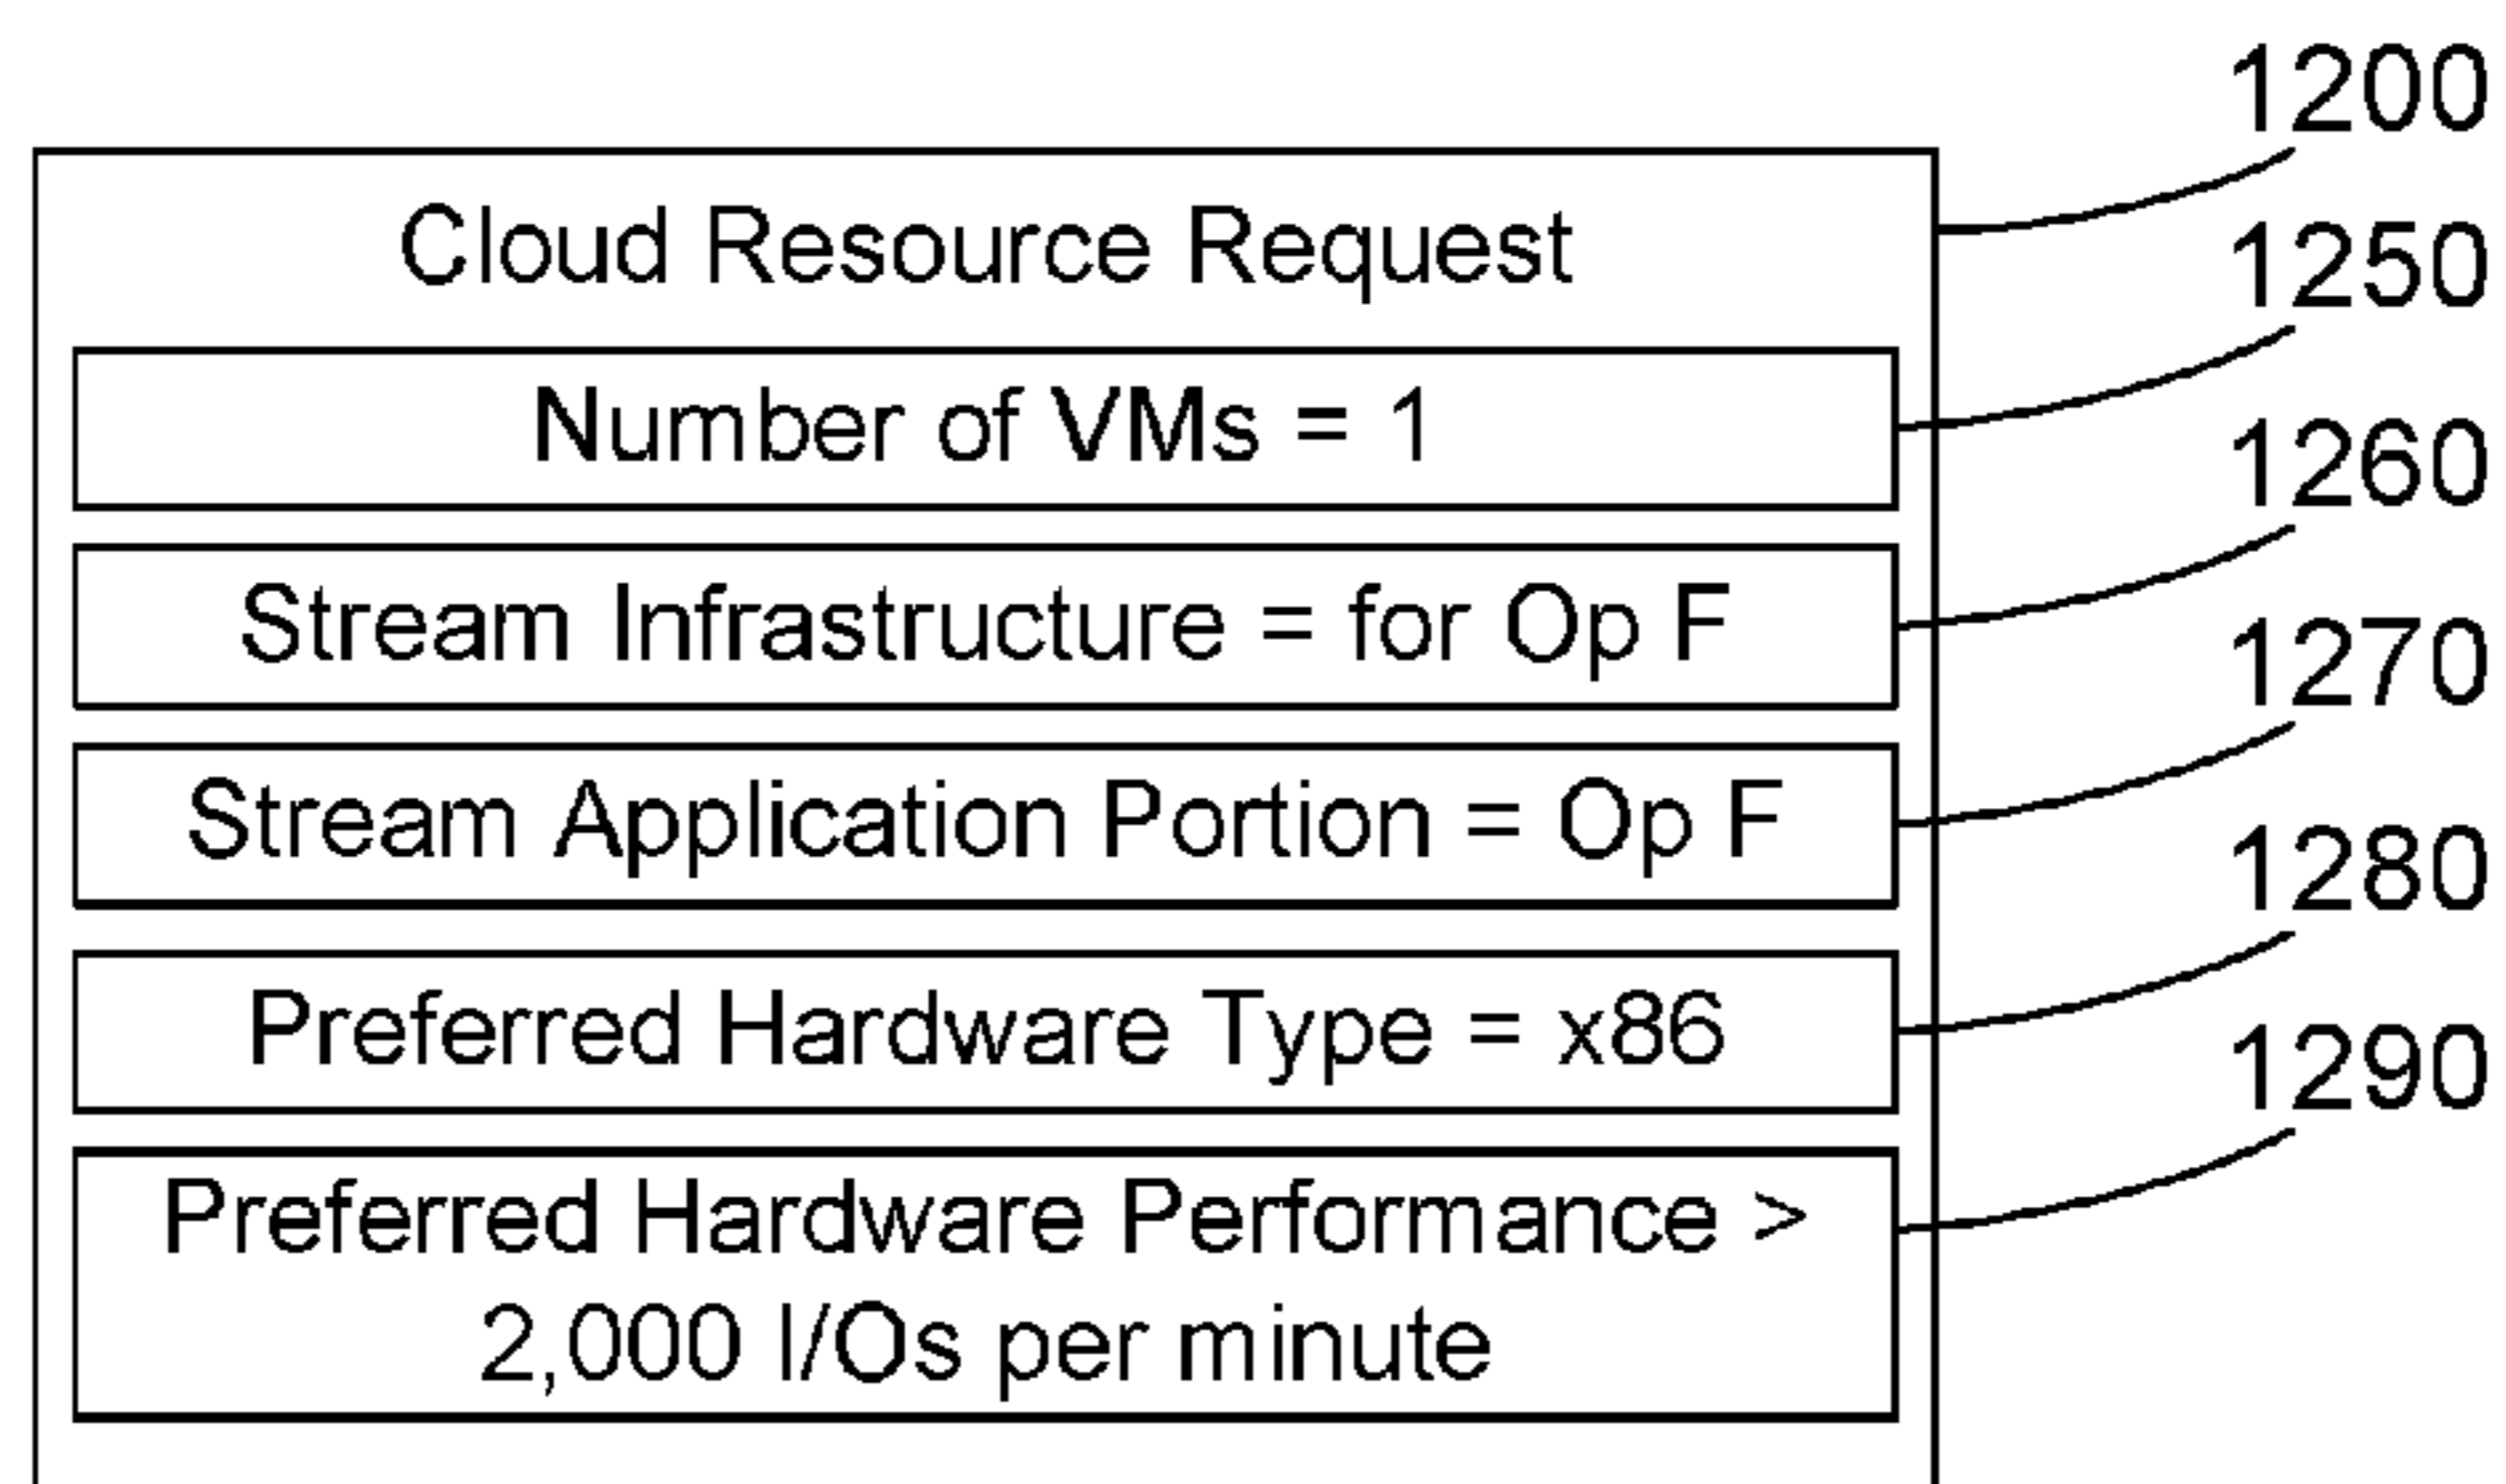 1200
Cloud Resource Request
1250
Number of VMs = 1
1260
Stream Infrastructure = for Op F
1270
Stream Application Portion = Op F
1280
Preferred Hardware Type = x86
1290
Preferred Hardware Performance >
2,000 I/Os per minute